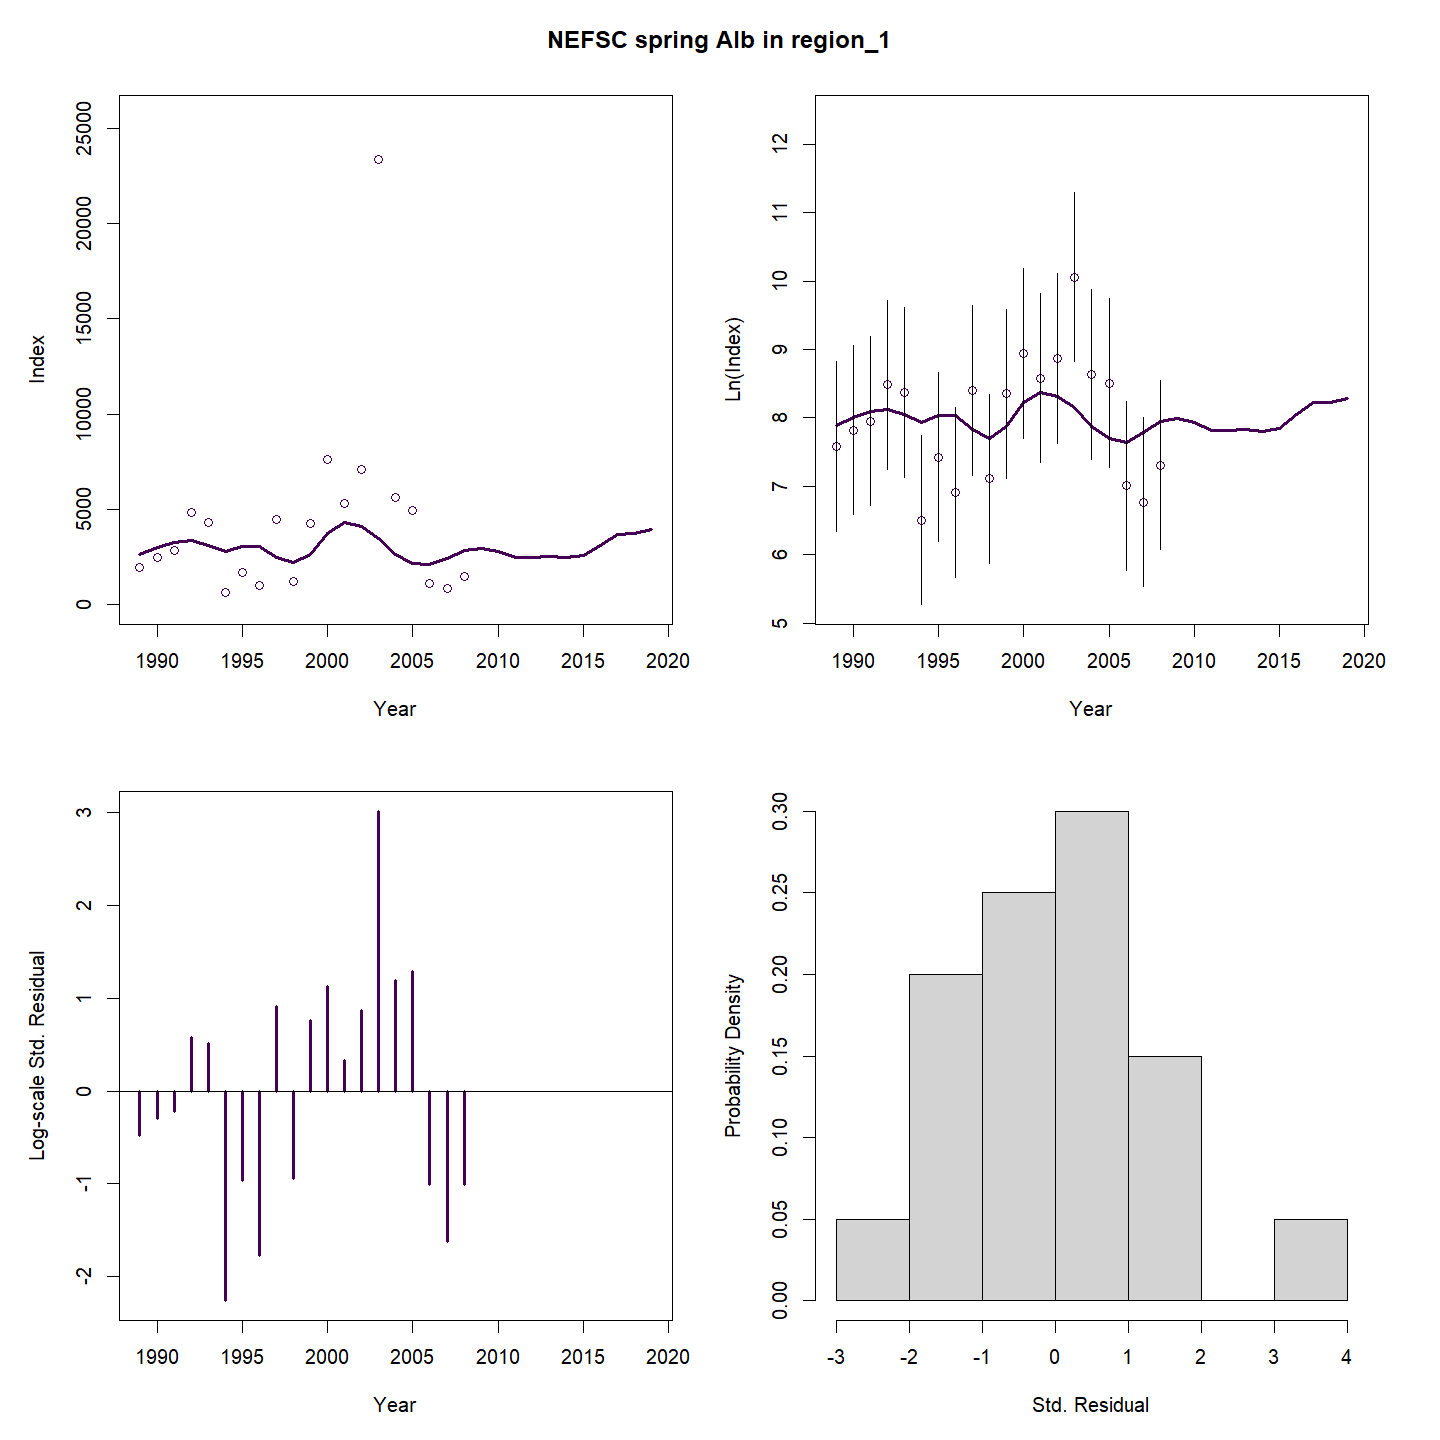 NEFSC spring Alb in region_1
Index
0 5000 10000 15000 20000 25000
1990 1995 2000 2005 2010 2015 2020
Year
Ln(Index)
5 6 7 8 9 10 11 12
1990 1995 2000 2005 2010 2015 2020
Year
Log-scale Std. Residual
-2 -1 0 1 2 3
1990 1995 2000 2005 2010 2015 2020
Year
Probability Density
0.00 0.05 0.10 0.15 0.20 0.25 0.30
-3 -2 -1 0 1 2 3 4
Std. Residual